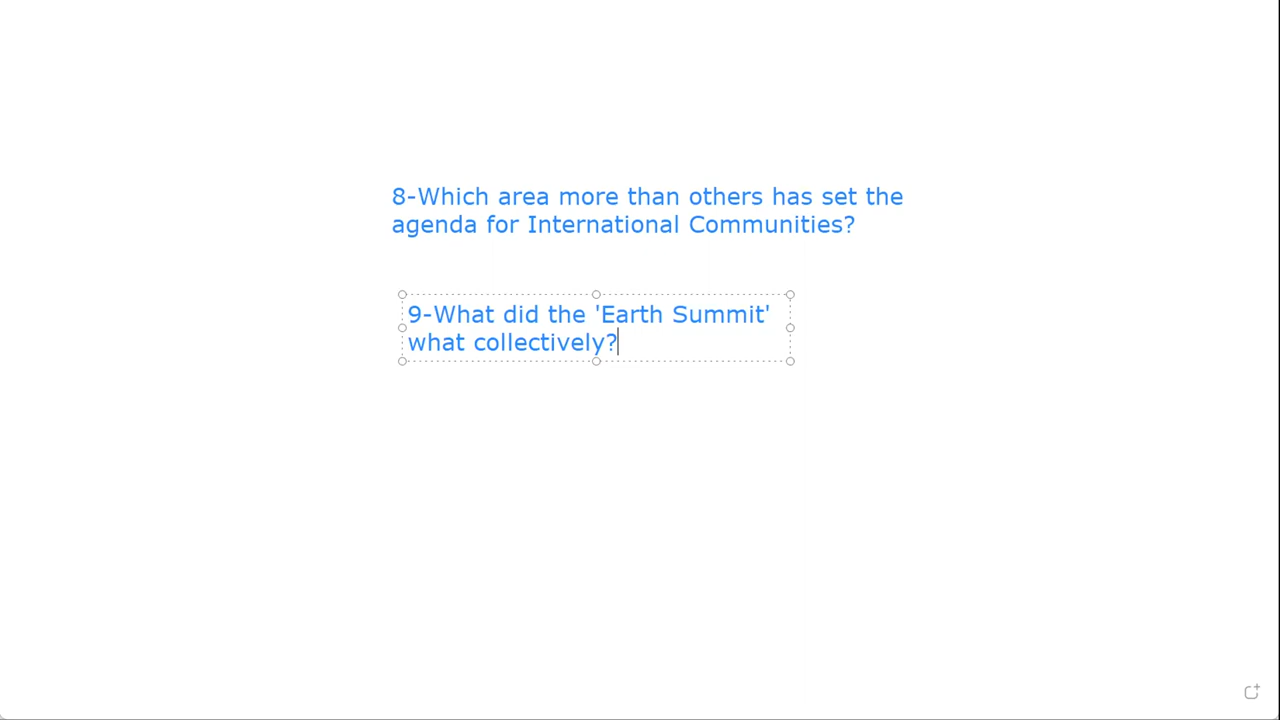 8-Which area more than others has set the
agenda for International Communities?
9-What did the 'Earth Summit'
what collectively?